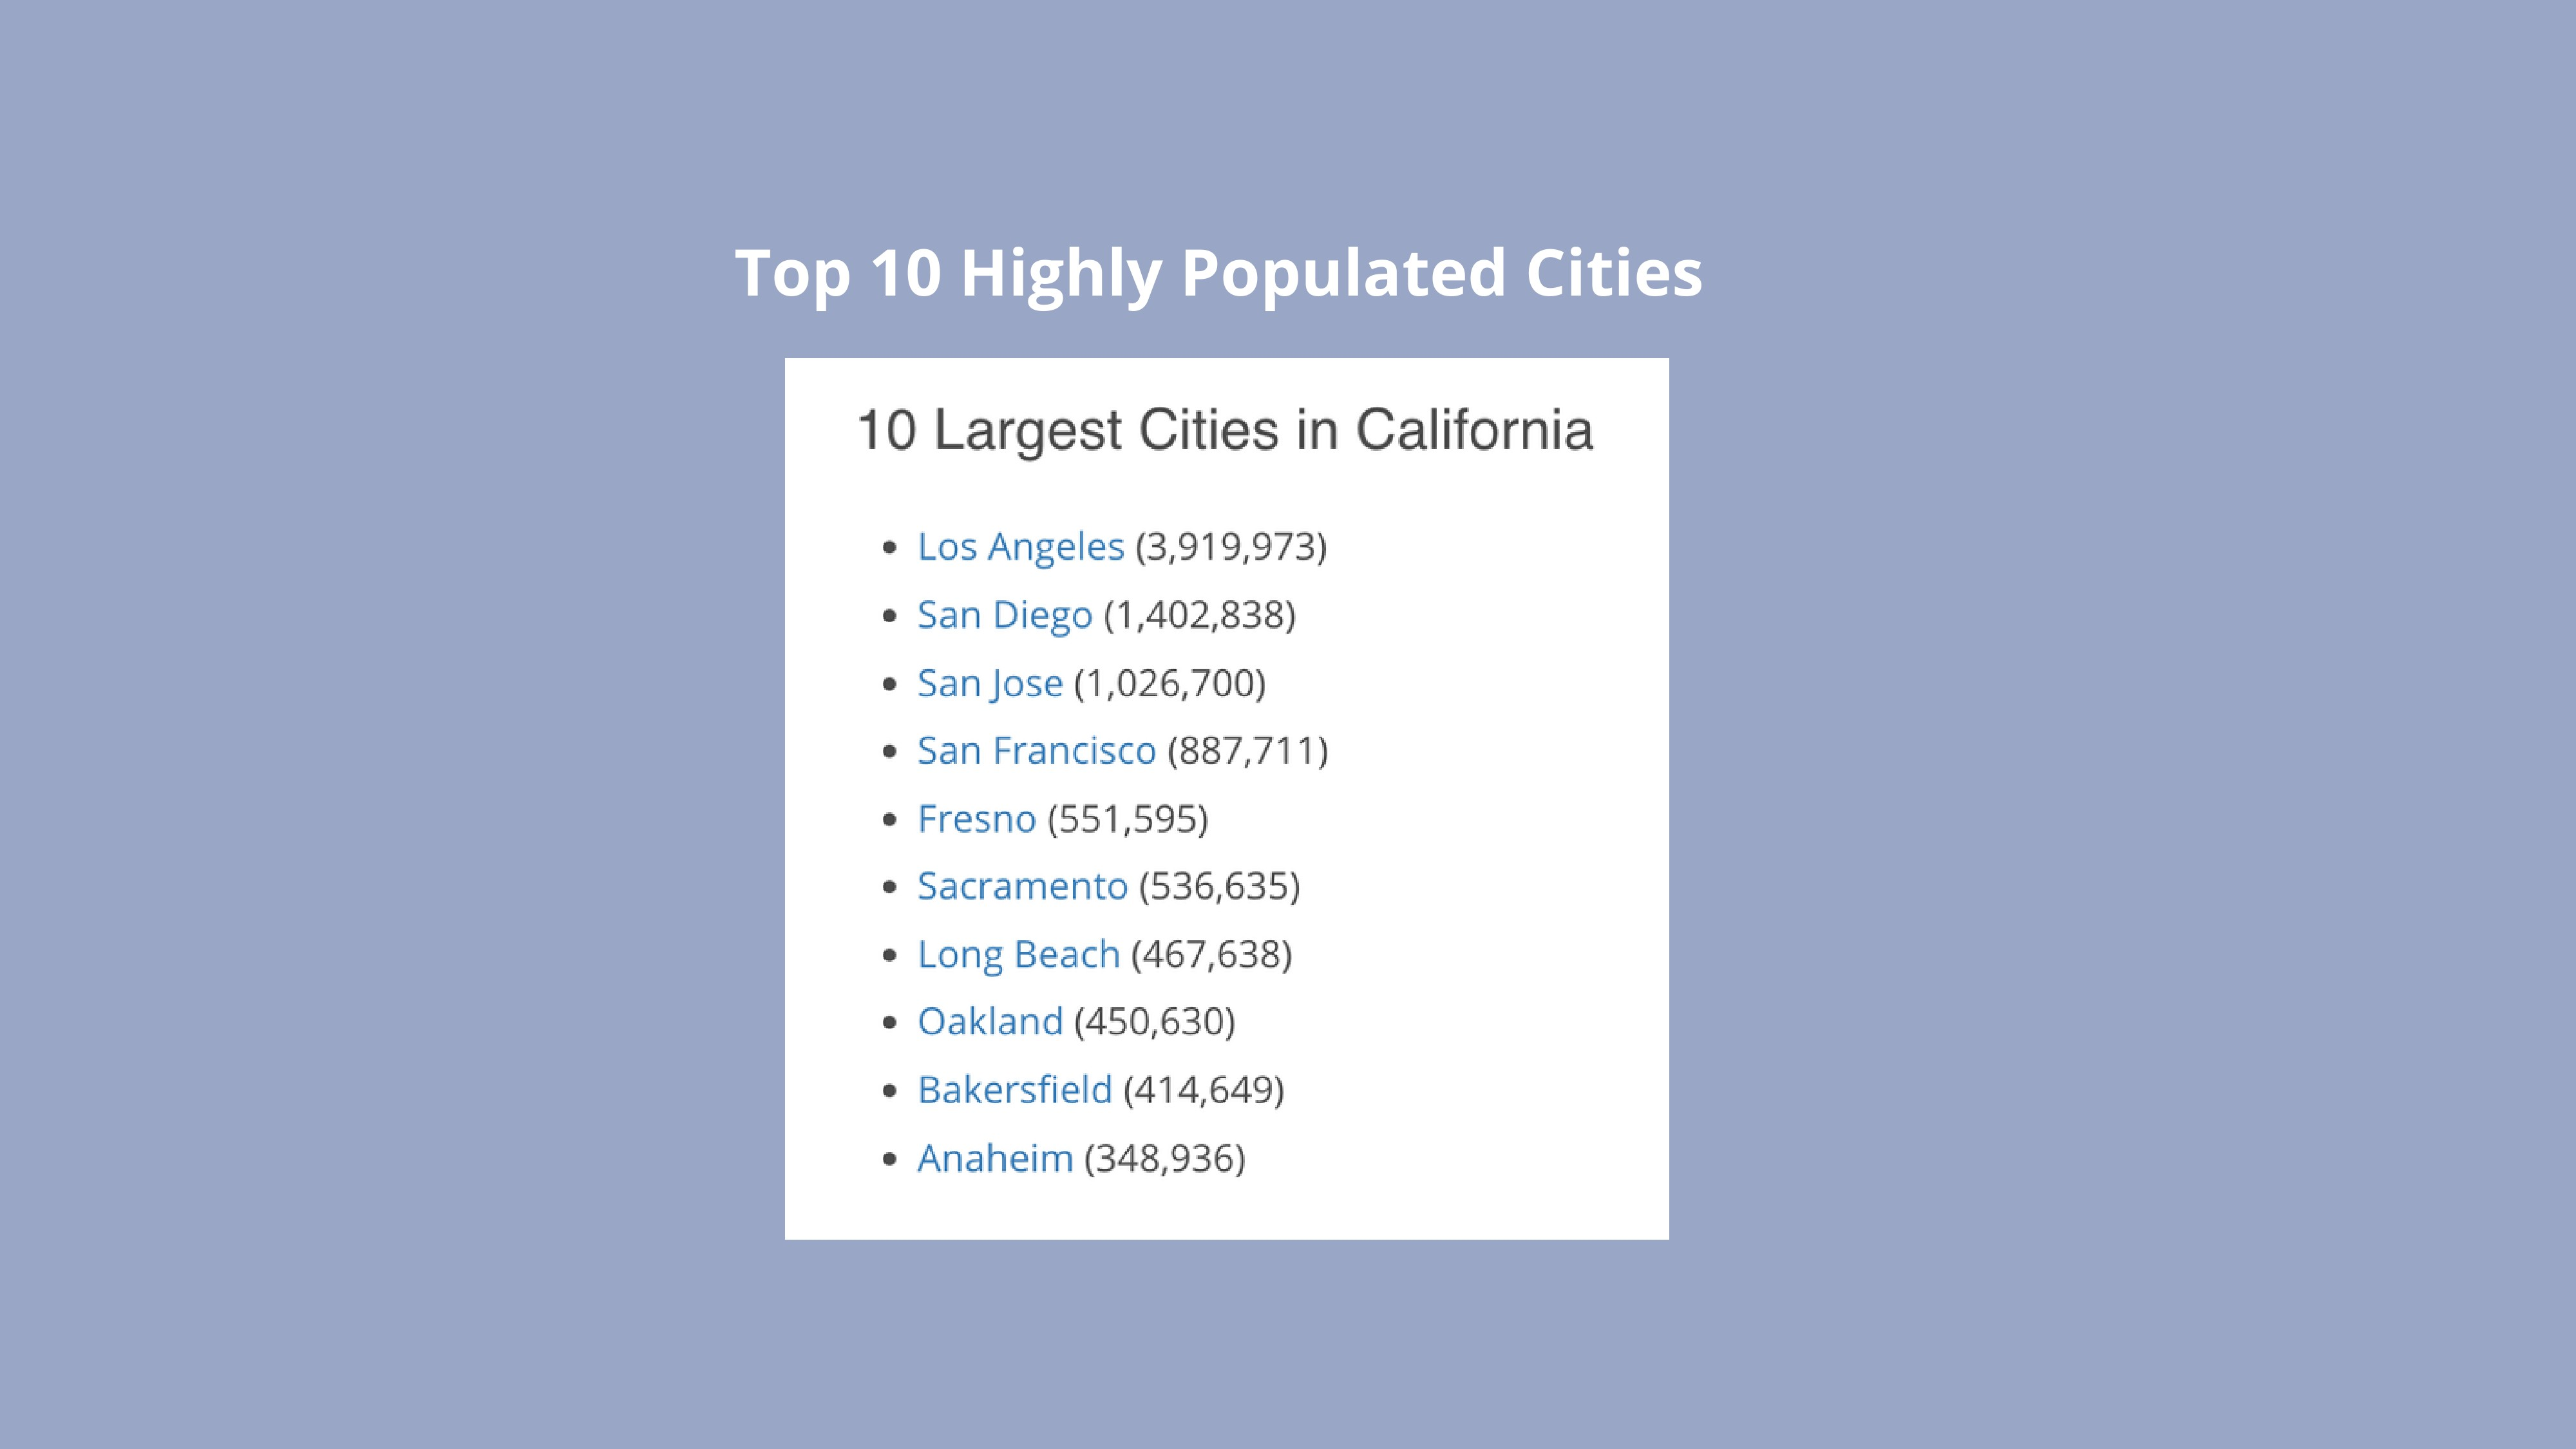 Top 10 Highly Populated Cities
10 Largest Cities in California
• Los Angeles (3,919,973)
• San Diego (1,402,838)
• San Jose (1,026,700)
• San Francisco (887,711)
• Fresno (551,595)
• Sacramento (536,635)
• Long Beach (467,638)
• Oakland (450,630)
• Bakersfield (414,649)
• Anaheim (348,936)